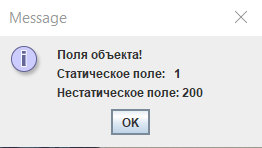 Message
Поля объекта!
Статическое поле: 1
Нестатическое поле: 200
OK